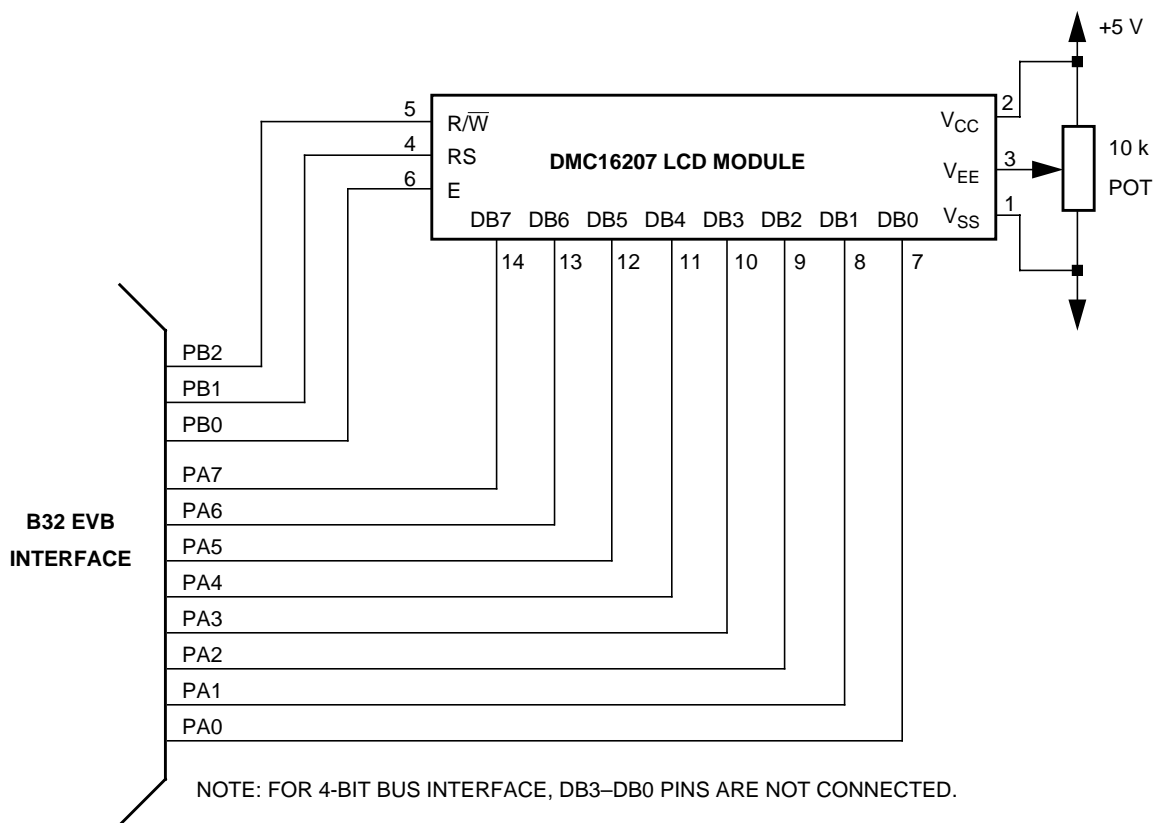 +5 V
5
R/W̅
2
VCC
4
RS
DMC16207 LCD MODULE
VEE
3
10 k
POT
6
E
VSS
1
DB7 DB6 DB5 DB4 DB3 DB2 DB1 DB0
14 13 12 11 10 9 8 7
PB2
PB1
PB0
PA7
PA6
B32 EVB
INTERFACE
PA5
PA4
PA3
PA2
PA1
PA0
NOTE: FOR 4-BIT BUS INTERFACE, DB3–DB0 PINS ARE NOT CONNECTED.